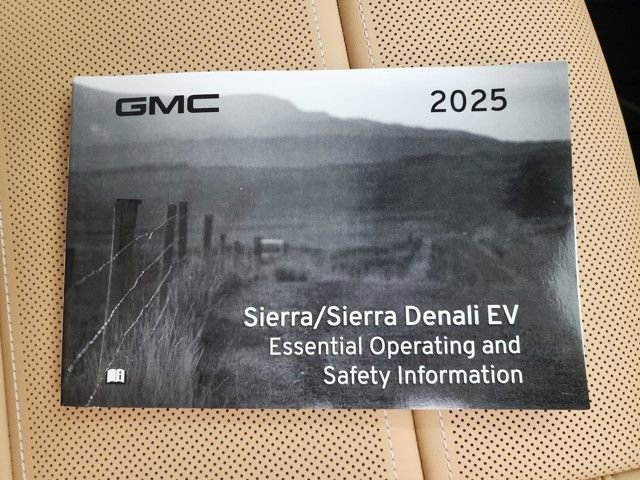 GMC 2025
Sierra/Sierra Denali EV
Essential Operating and
Safety Information